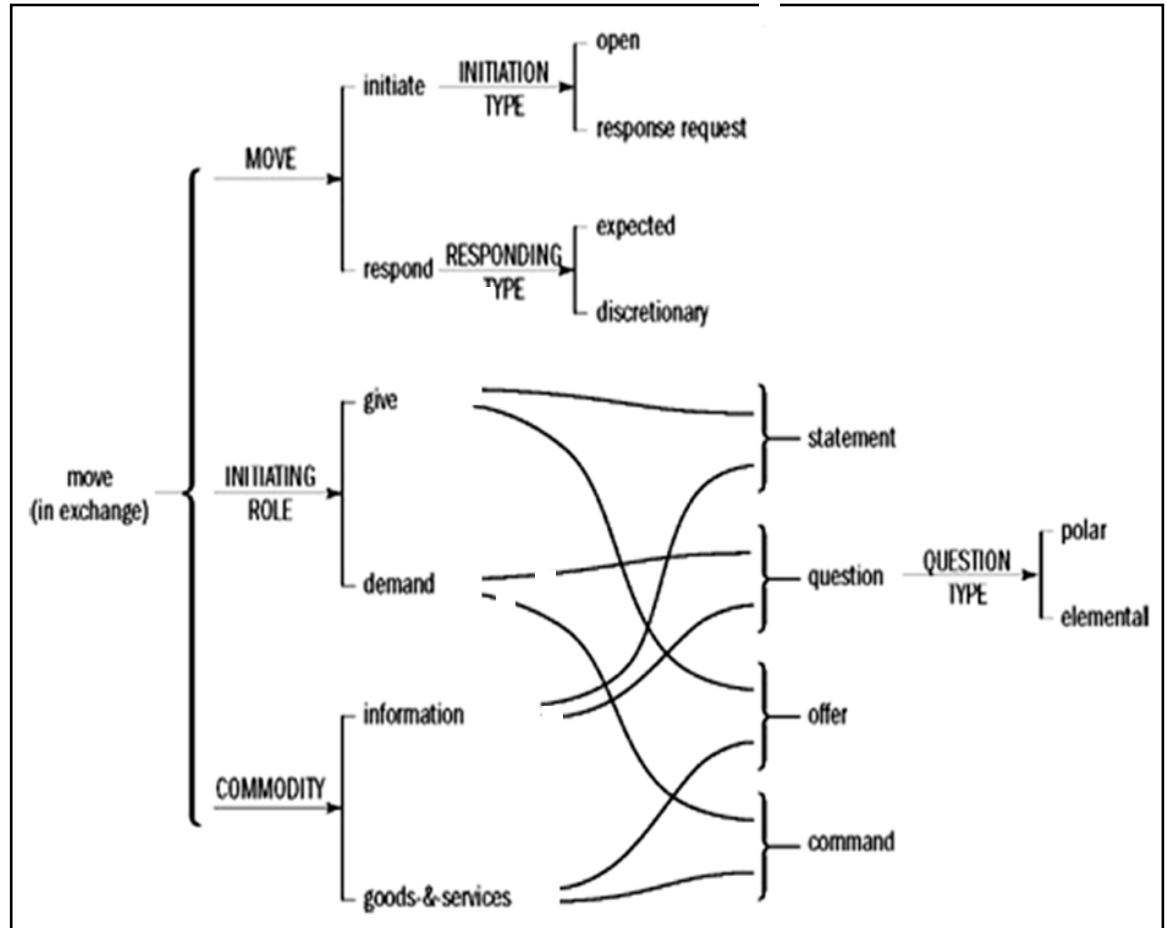 open
initiate
INITIATION
TYPE
response request
MOVE
expected
respond
RESPONDING
TYPE
discretionary
give
statement
move
(in exchange)
INITIATING
ROLE
polar
demand
question
QUESTION
TYPE
elemental
information
offer
COMMODITY
command
goods-&-services